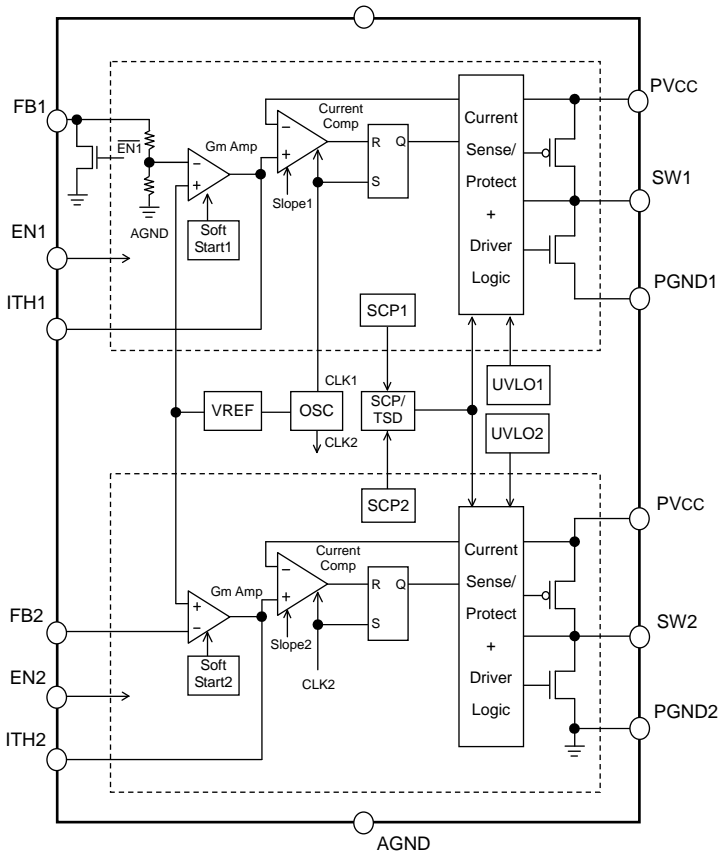 FB1
EN1
AGND
EN1
ITH1
Gm Amp
−
+
Soft
Start1
Current
Comp
−
+
Slope1
R
Q
S
Current
Sense/
Protect
+
Driver
Logic
PVCC
SW1
PGND1
SCP1
UVLO1
VREF
OSC
CLK1
CLK2
SCP/
TSD
UVLO2
SCP2
FB2
EN2
ITH2
Gm Amp
+
−
Soft
Start2
Current
Comp
−
+
Slope2
CLK2
R
Q
S
Current
Sense/
Protect
+
Driver
Logic
PVCC
SW2
PGND2
AGND